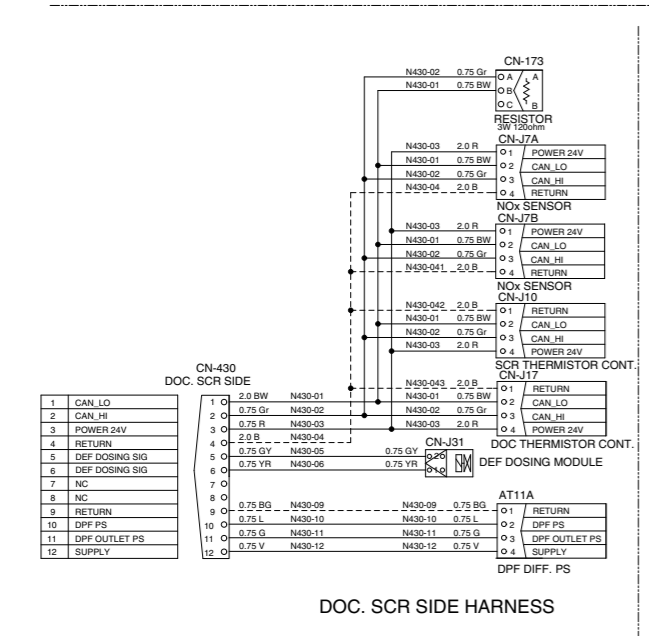 CN-173
N430-02 0.75 Gr A A
N430-01 0.75 BW B
C B
RESISTOR
3W 120ohm
CN-J7A
N430-03 2.0 R 1 POWER 24V
N430-01 0.75 BW 2 CAN_LO
N430-02 0.75 Gr 3 CAN_HI
N430-04 2.0 B 4 RETURN
NOx SENSOR
CN-J7B
N430-03 2.0 R 1 POWER 24V
N430-01 0.75 BW 2 CAN_LO
N430-02 0.75 Gr 3 CAN_HI
N430-041 2.0 B 4 RETURN
NOx SENSOR
CN-J10
N430-042 2.0 B 1 RETURN
N430-01 0.75 BW 2 CAN_LO
N430-02 0.75 Gr 3 CAN_HI
N430-03 2.0 R 4 POWER 24V
SCR THERMISTOR CONT.
CN-J17
N430-043 2.0 B 1 RETURN
N430-01 0.75 BW 2 CAN_LO
N430-02 0.75 Gr 3 CAN_HI
N430-03 2.0 R 4 POWER 24V
DOC THERMISTOR CONT.
CN-430
DOC. SCR SIDE
1 CAN_LO 1 2.0 BW N430-01
2 CAN_HI 2 0.75 Gr N430-02
3 POWER 24V 3 0.75 R N430-03
4 RETURN 4 2.0 B N430-04
5 DEF DOSING SIG 5 0.75 GY N430-05 0.75 GY 2
6 DEF DOSING SIG 6 0.75 YR N430-06 0.75 YR 1
CN-J31
DEF DOSING MODULE
7 NC 7
8 NC 8
AT11A
9 RETURN 9 0.75 BG N430-09 N430-09 0.75 BG 1 RETURN
10 DPF PS 10 0.75 L N430-10 N430-10 0.75 L 2 DPF PS
11 DPF OUTLET PS 11 0.75 G N430-11 N430-11 0.75 G 3 DPF OUTLET PS
12 SUPPLY 12 0.75 V N430-12 N430-12 0.75 V 4 SUPPLY
DPF DIFF. PS
DOC. SCR SIDE HARNESS